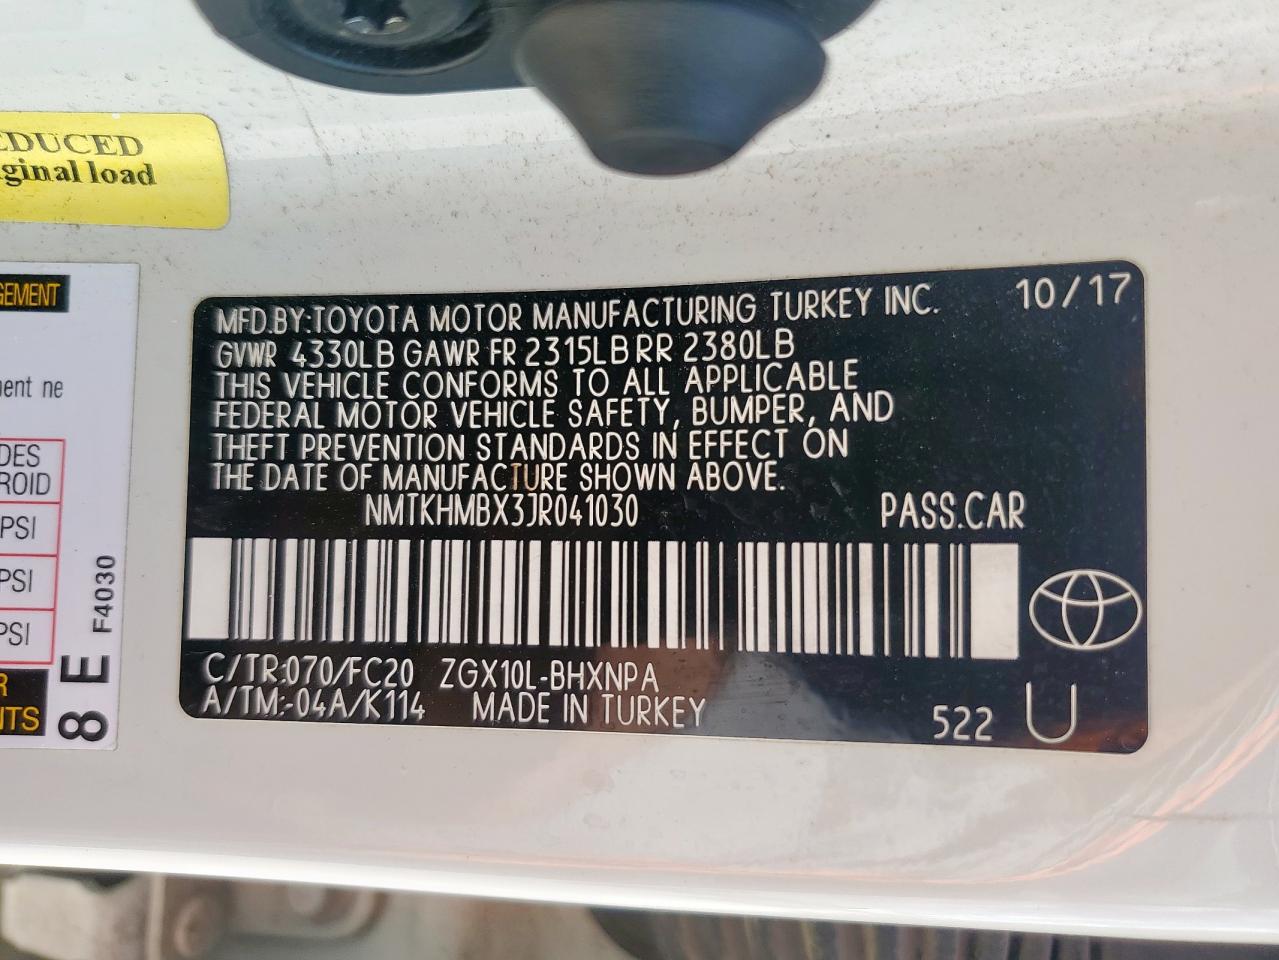 EDUCED
ginal load
GEMENT
ment ne
DES
ROID
PSI
PSI
PSI
R
NTS
8 E F4030
MFD.BY:TOYOTA MOTOR MANUFACTURING TURKEY INC. 10/17
GVWR 4330LB GAWR FR 2315LB RR 2380LB
THIS VEHICLE CONFORMS TO ALL APPLICABLE
FEDERAL MOTOR VEHICLE SAFETY, BUMPER, AND
THEFT PREVENTION STANDARDS IN EFFECT ON
THE DATE OF MANUFACTURE SHOWN ABOVE.
NMTKHMBX3JR041030 PASS.CAR
C/TR:070/FC20 ZGX10L-BHXNPA
A/TM:-04A/K114 MADE IN TURKEY
522 U